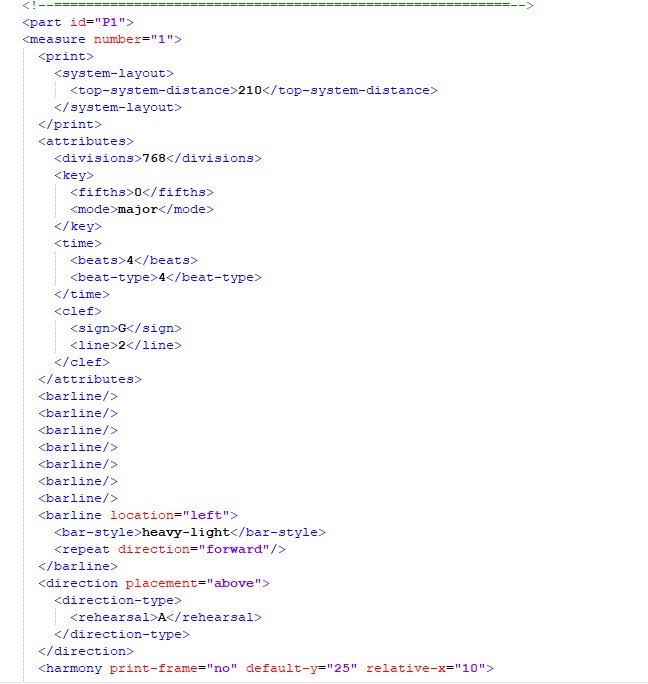 <!--=========================================================-->
<part id="P1">
<measure number="1">
<print>
<system-layout>
<top-system-distance>210</top-system-distance>
</system-layout>
</print>
<attributes>
<divisions>768</divisions>
<key>
<fifths>0</fifths>
<mode>major</mode>
</key>
<time>
<beats>4</beats>
<beat-type>4</beat-type>
</time>
<clef>
<sign>G</sign>
<line>2</line>
</clef>
</attributes>
<barline/>
<barline/>
<barline/>
<barline/>
<barline/>
<barline/>
<barline/>
<barline location="left">
<bar-style>heavy-light</bar-style>
<repeat direction="forward"/>
</barline>
<direction placement="above">
<direction-type>
<rehearsal>A</rehearsal>
</direction-type>
</direction>
<harmony print-frame="no" default-y="25" relative-x="10">